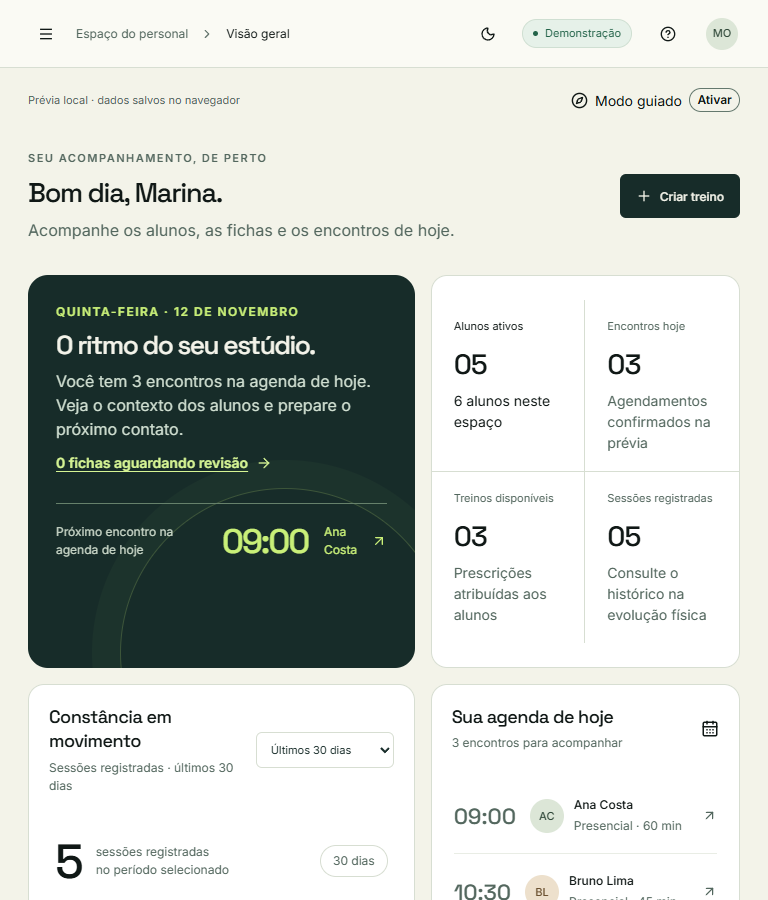 Espaço do personal
Visão geral
Demonstração
MO
Prévia local · dados salvos no navegador
Modo guiado
Ativar
SEU ACOMPANHAMENTO, DE PERTO
Bom dia, Marina.
Acompanhe os alunos, as fichas e os encontros de hoje.
Criar treino
QUINTA-FEIRA · 12 DE NOVEMBRO
O ritmo do seu estúdio.
Você tem 3 encontros na agenda de hoje.
Veja o contexto dos alunos e prepare o
próximo contato.
0 fichas aguardando revisão
Próximo encontro na
agenda de hoje
09:00
Ana
Costa
Alunos ativos
05
6 alunos neste
espaço
Encontros hoje
03
Agendamentos
confirmados na
prévia
Treinos disponíveis
03
Prescrições
atribuídas aos
alunos
Sessões registradas
05
Consulte o
histórico na
evolução física
Constância em
movimento
Sessões registradas · últimos 30
dias
Últimos 30 dias
5
sessões registradas
no período selecionado
30 dias
Sua agenda de hoje
3 encontros para acompanhar
09:00
AC
Ana Costa
Presencial · 60 min
10:30
BL
Bruno Lima
Presencial · 45 min